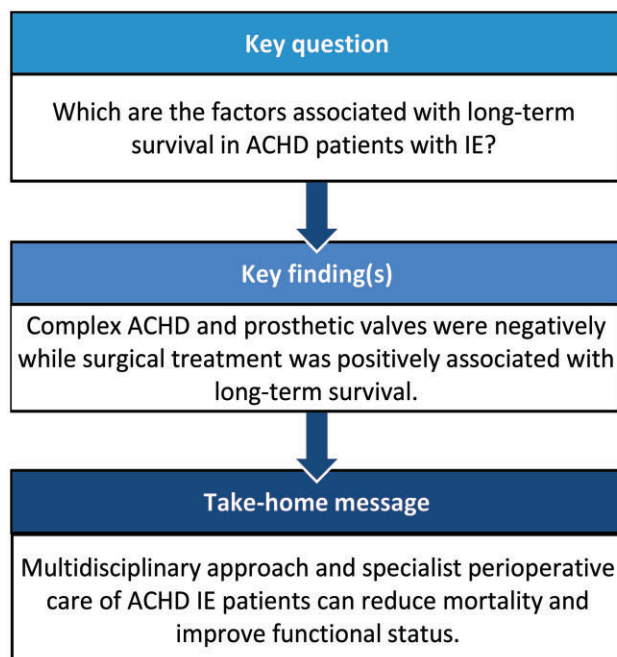 Key question
Which are the factors associated with long-term
survival in ACHD patients with IE?
Key finding(s)
Complex ACHD and prosthetic valves were negatively
while surgical treatment was positively associated with
long-term survival.
Take-home message
Multidisciplinary approach and specialist perioperative
care of ACHD IE patients can reduce mortality and
improve functional status.